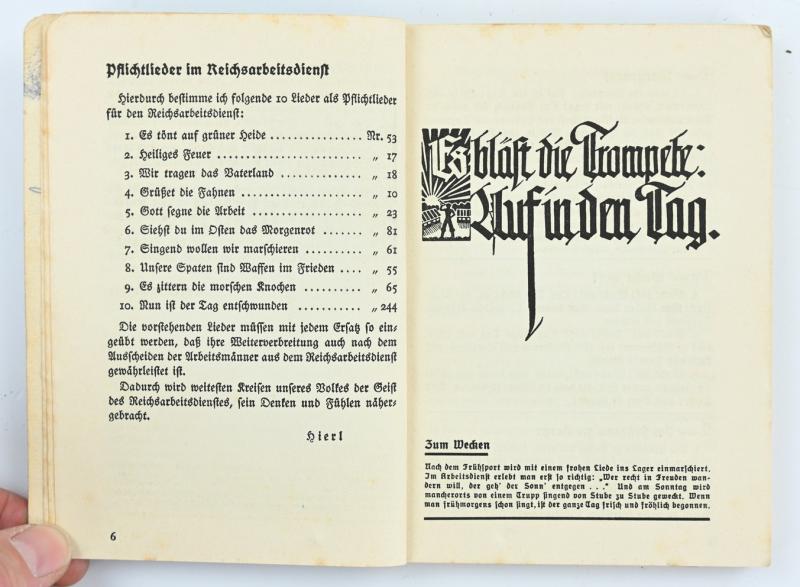 Pflichtlieder im Reichsarbeitsdienst
Hierdurch bestimme ich folgende 10 Lieder als Pflichtlieder
für den Reichsarbeitsdienst:
1. Es tönt auf grüner Heide ................ Nr. 53
2. Heiliges Feuer ....................... „ 17
3. Wir tragen das Vaterland ............... „ 18
4. Grüßet die Fahnen .................... „ 10
5. Gott segne die Arbeit .................. „ 23
6. Siehst du im Osten das Morgenrot ........ „ 81
7. Singend wollen wir marschieren .......... „ 61
8. Unsere Spaten sind Waffen im Frieden .... „ 55
9. Es zittern die morschen Knochen ......... „ 65
10. Nun ist der Tag entschwunden ........... „ 244
Die vorstehenden Lieder müssen mit jedem Ersatz so ein-
geübt werden, daß ihre Weiterverbreitung auch nach dem
Ausscheiden der Arbeitsmänner aus dem Reichsarbeitsdienst
gewährleistet ist.
Dadurch wird weitesten Kreisen unseres Volkes der Geist
des Reichsarbeitsdienstes, sein Denken und Fühlen näher-
gebracht.
Hierl
6
Es bläst die Trompete:
Auf in den Tag.
Zum Wecken
Nach dem Frühsport wird mit einem frohen Liede ins Lager einmarschiert.
Im Arbeitsdienst erlebt man erst so richtig: „Wer recht in Freuden wan-
dern will, der geh' der Sonn' entgegen . . .“ Und am Sonntag wird
mancherorts von einem Trupp singend von Stube zu Stube geweckt. Wenn
man frühmorgens schon singt, ist der ganze Tag frisch und fröhlich begonnen.